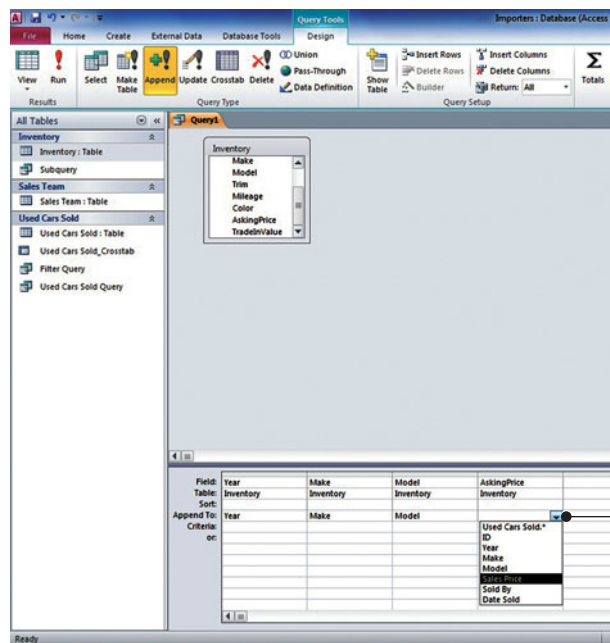 Query Tools
Importers : Database (Access
File Home Create External Data Database Tools Design
View Run Select Make Table Append Update Crosstab Delete
Union
Pass-Through
Data Definition
Show Table
Insert Rows
Delete Rows
Builder
Insert Columns
Delete Columns
Return: All
Totals
Results Query Type Query Setup
All Tables
Inventory
Inventory : Table
Subquery
Sales Team
Sales Team : Table
Used Cars Sold
Used Cars Sold : Table
Used Cars Sold_Crosstab
Filter Query
Used Cars Sold Query
Query1
Inventory
Make
Model
Trim
Mileage
Color
AskingPrice
TradeInValue
Field: Year Make Model AskingPrice
Table: Inventory Inventory Inventory Inventory
Sort:
Append To: Year Make Model
Criteria:
or:
Used Cars Sold.*
ID
Year
Make
Model
Sales Price
Sold By
Date Sold
Ready